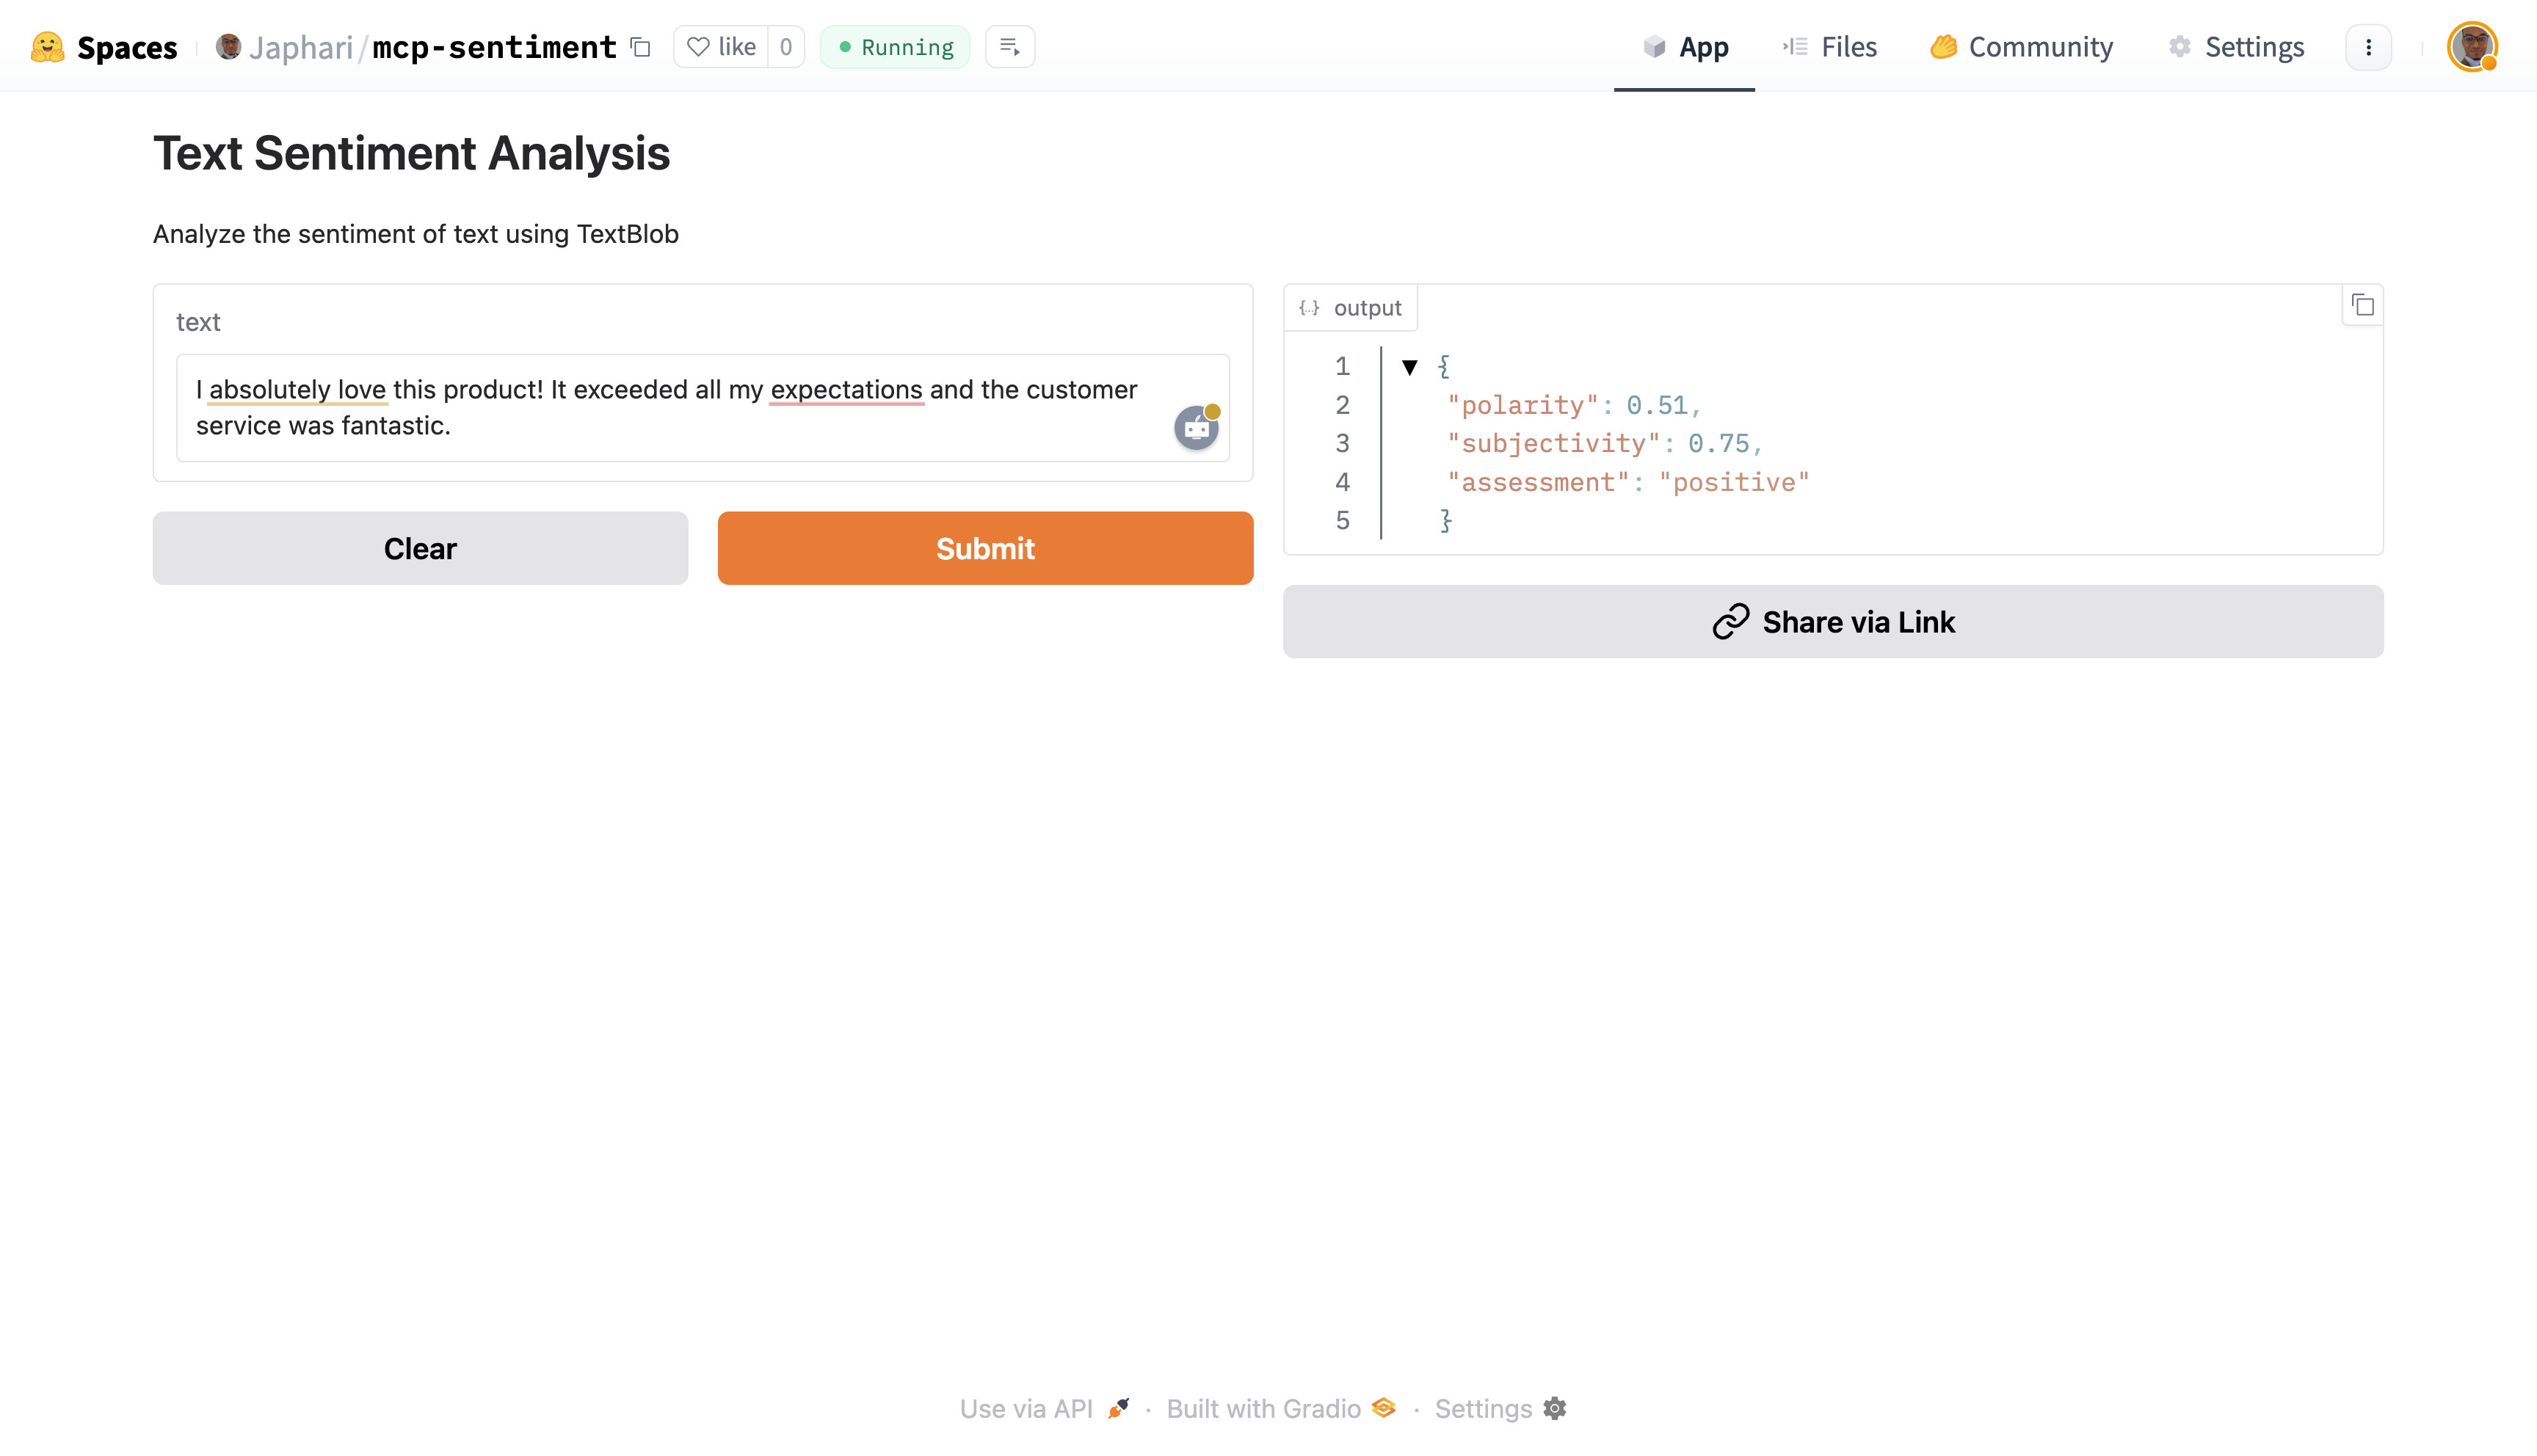 Spaces
Japhari/mcp-sentiment
like 0
Running
App
Files
Community
Settings
Text Sentiment Analysis
Analyze the sentiment of text using TextBlob
text
I absolutely love this product! It exceeded all my expectations and the customer
service was fantastic.
Clear
Submit
{...} output
1 ▼ {
2 "polarity": 0.51,
3 "subjectivity": 0.75,
4 "assessment": "positive"
5 }
Share via Link
Use via API · Built with Gradio · Settings